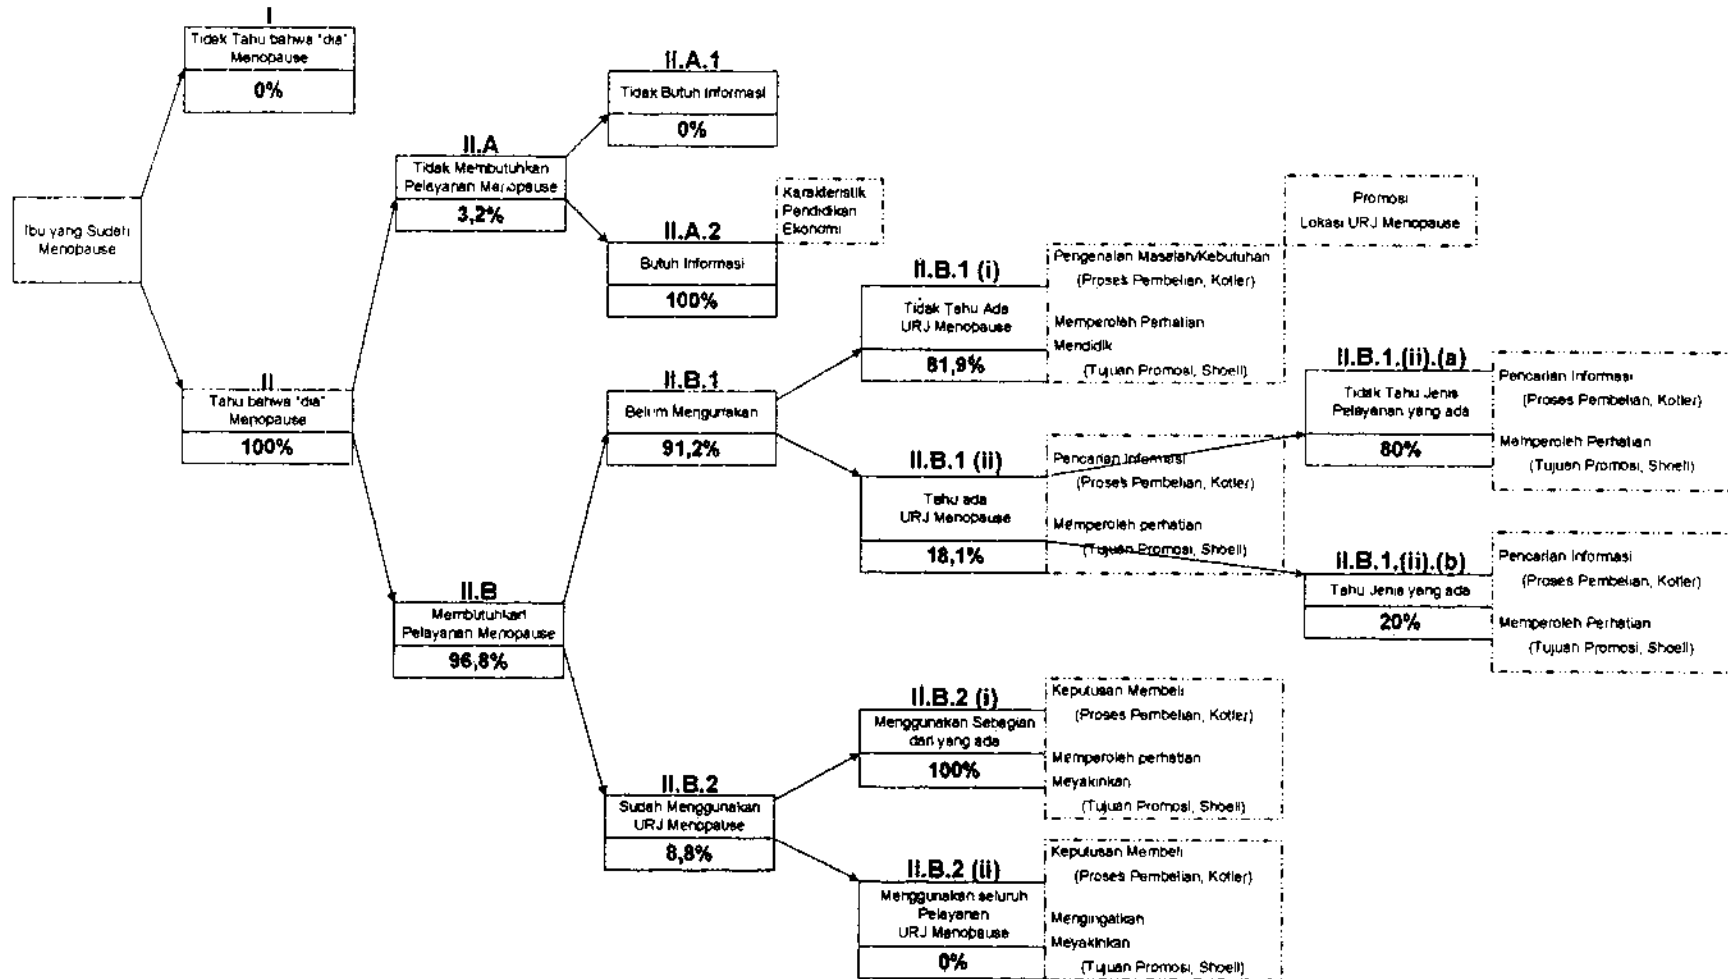 I
Tidak Tahu bahwa "dia"
Menopause
0%
Ibu yang Sudah
Menopause
II
Tahu bahwa "dia"
Menopause
100%
II.A
Tidak Membutuhkan
Pelayanan Menopause
3,2%
II.A.1
Tidak Butuh Informasi
0%
II.A.2
Butuh Informasi
100%
Karakteristik
Pendidikan
Ekonomi
II.B
Membutuhkan
Pelayanan Menopause
96,8%
II.B.1
Belum Mengunakan
91,2%
II.B.1 (i)
Tidak Tahu Ada
URJ Menopause
81,9%
Pengenalan Masalah/Kebutuhan
(Proses Pembelian, Kotler)
Memperoleh Perhatian
Mendidik
(Tujuan Promosi, Shoell)
Promosi
Lokasi URJ Menopause
II.B.1 (ii)
Tahu ada
URJ Menopause
18,1%
Pencarian Informasi
(Proses Pembelian, Kotler)
Memperoleh perhatian
(Tujuan Promosi, Shoell)
II.B.1.(ii).(a)
Tidak Tahu Jenis
Pelayanan yang ada
80%
Pencarian Informasi
(Proses Pembelian, Kotler)
Memperoleh Perhatian
(Tujuan Promosi, Shoell)
II.B.1.(ii).(b)
Tahu Jenis yang ada
20%
Pencarian Informasi
(Proses Pembelian, Kotler)
Memperoleh Perhatian
(Tujuan Promosi, Shoell)
II.B.2
Sudah Menggunakan
URJ Menopause
8,8%
II.B.2 (i)
Menggunakan Sebagian
dari yang ada
100%
Keputusan Membeli
(Proses Pembelian, Kotler)
Memperoleh perhatian
Meyakinkan
(Tujuan Promosi, Shoell)
II.B.2 (ii)
Menggunakan seluruh
Pelayanan
URJ Menopause
0%
Keputusan Membeli
(Proses Pembelian, Kotler)
Mengingatkan
Meyakinkan
(Tujuan Promosi, Shoell)